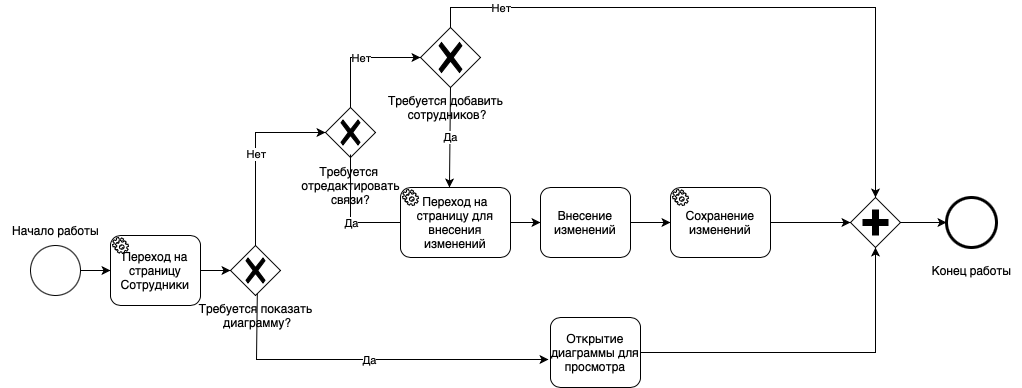 Нет
Нет
Требуется добавить
сотрудников?
Да
Нет
Требуется
отредактировать
связи?
Да
Переход на
страницу для
внесения
изменений
Внесение
изменений
Сохранение
изменений
Начало работы
Переход на
страницу
Сотрудники
Требуется показать
диаграмму?
Конец работы
Да
Открытие
диаграммы для
просмотра